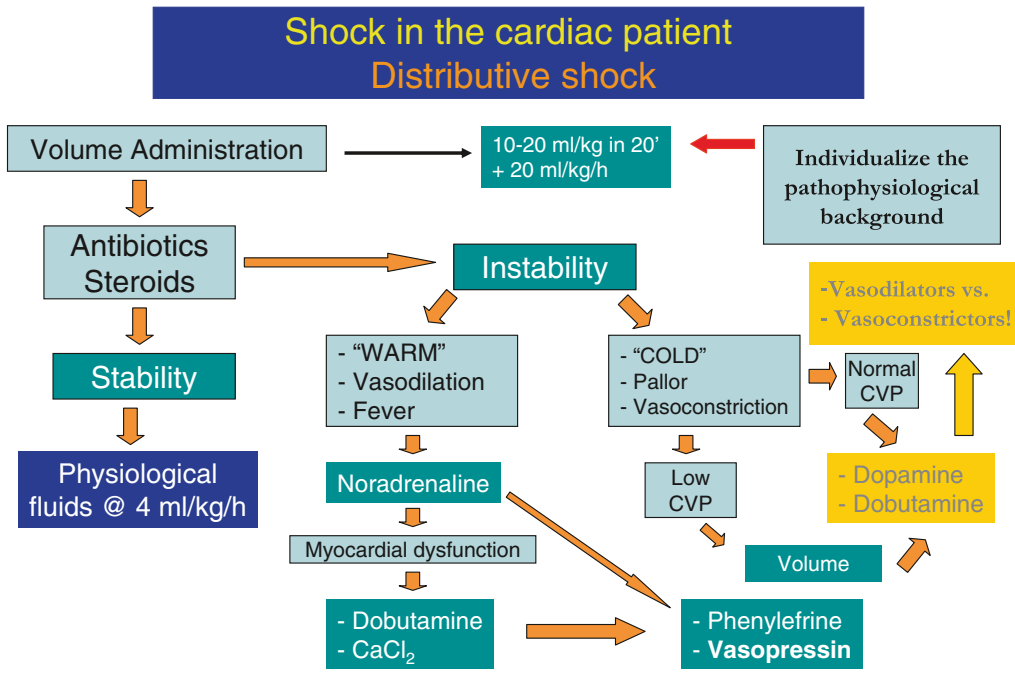 Shock in the cardiac patient
Distributive shock
Volume Administration
10-20 ml/kg in 20'
+ 20 ml/kg/h
Individualize the
pathophysiological
background
Antibiotics
Steroids
Instability
-Vasodilators vs.
- Vasoconstrictors!
Stability
- “WARM”
- Vasodilation
- Fever
- “COLD”
- Pallor
- Vasoconstriction
Normal
CVP
Physiological
fluids @ 4 ml/kg/h
Noradrenaline
Low
CVP
- Dopamine
- Dobutamine
Myocardial dysfunction
Volume
- Dobutamine
- CaCl₂
- Phenylefrine
- Vasopressin